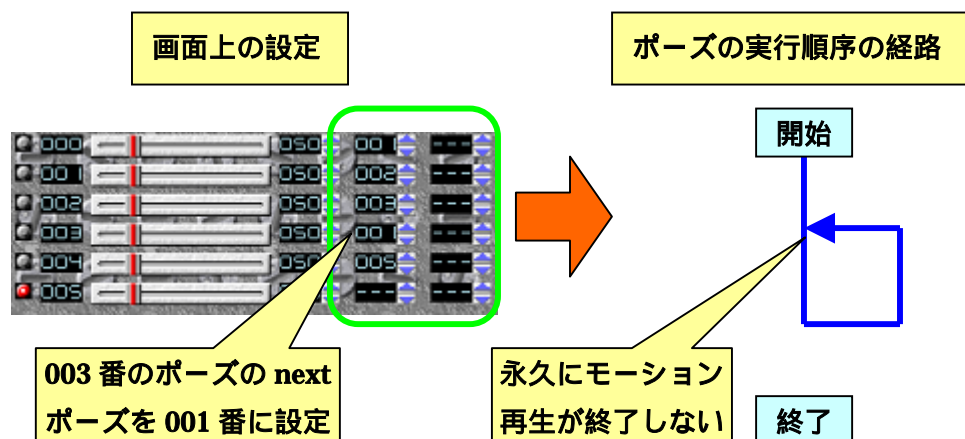 画面上の設定
ポーズの実行順序の経路
開始
000 050 001 ---
001 050 002 ---
002 050 003 ---
003 050 001 ---
004 050 005 ---
005 --- ---
003 番のポーズの next
ポーズを 001 番に設定
永久にモーション
再生が終了しない
終了